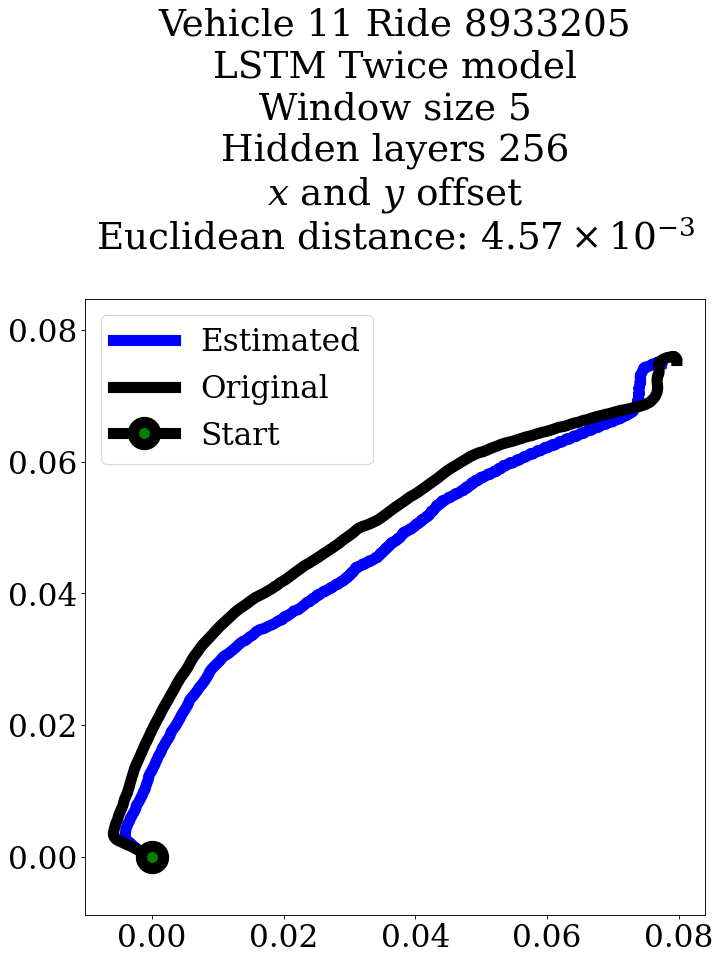 Vehicle 11 Ride 8933205
LSTM Twice model
Window size 5
Hidden layers 256
x and y offset
Euclidean distance: 4.57 × 10⁻³
Estimated
Original
Start
0.08
0.06
0.04
0.02
0.00
0.00 0.02 0.04 0.06 0.08